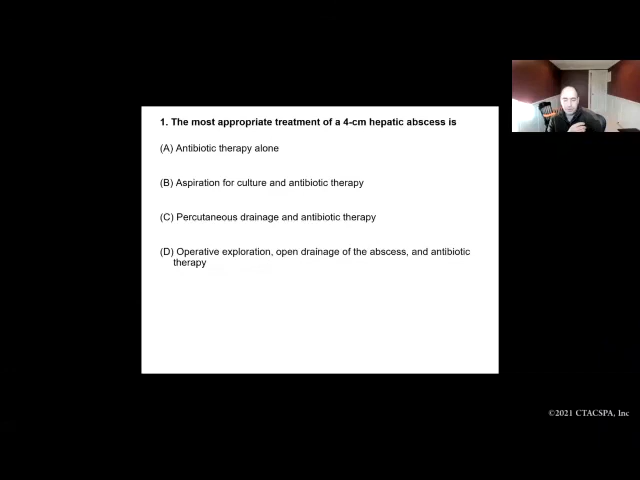 1. The most appropriate treatment of a 4-cm hepatic abscess is
(A) Antibiotic therapy alone
(B) Aspiration for culture and antibiotic therapy
(C) Percutaneous drainage and antibiotic therapy
(D) Operative exploration, open drainage of the abscess, and antibiotic
therapy
©2021 CTACSPA, Inc